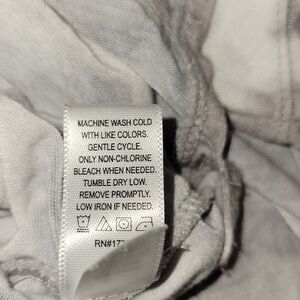 MACHINE WASH COLD
WITH LIKE COLORS.
GENTLE CYCLE.
ONLY NON-CHLORINE
BLEACH WHEN NEEDED.
TUMBLE DRY LOW.
REMOVE PROMPTLY.
LOW IRON IF NEEDED.